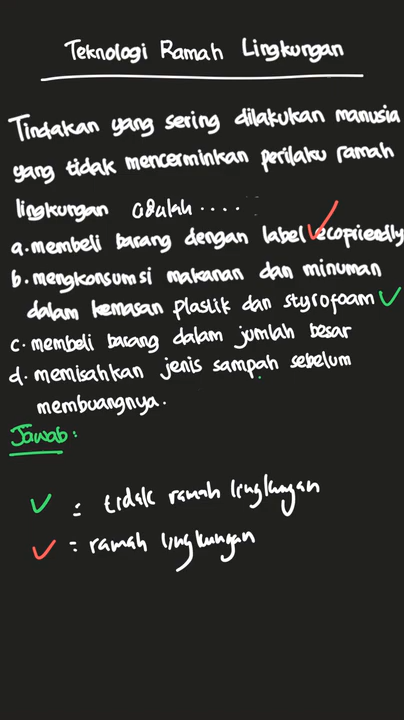 Teknologi Ramah Lingkungan
Tindakan yang sering dilakukan manusia
yang tidak mencerminkan perilaku ramah
lingkungan adalah ....
a. membeli barang dengan label ecofriendly
b. mengkonsumsi makanan dan minuman
dalam kemasan plastik dan styrofoam ✓
c. membeli barang dalam jumlah besar
d. memisahkan jenis sampah sebelum
membuangnya.
Jawab:
✓ = tidak ramah lingkungan
✓ = ramah lingkungan